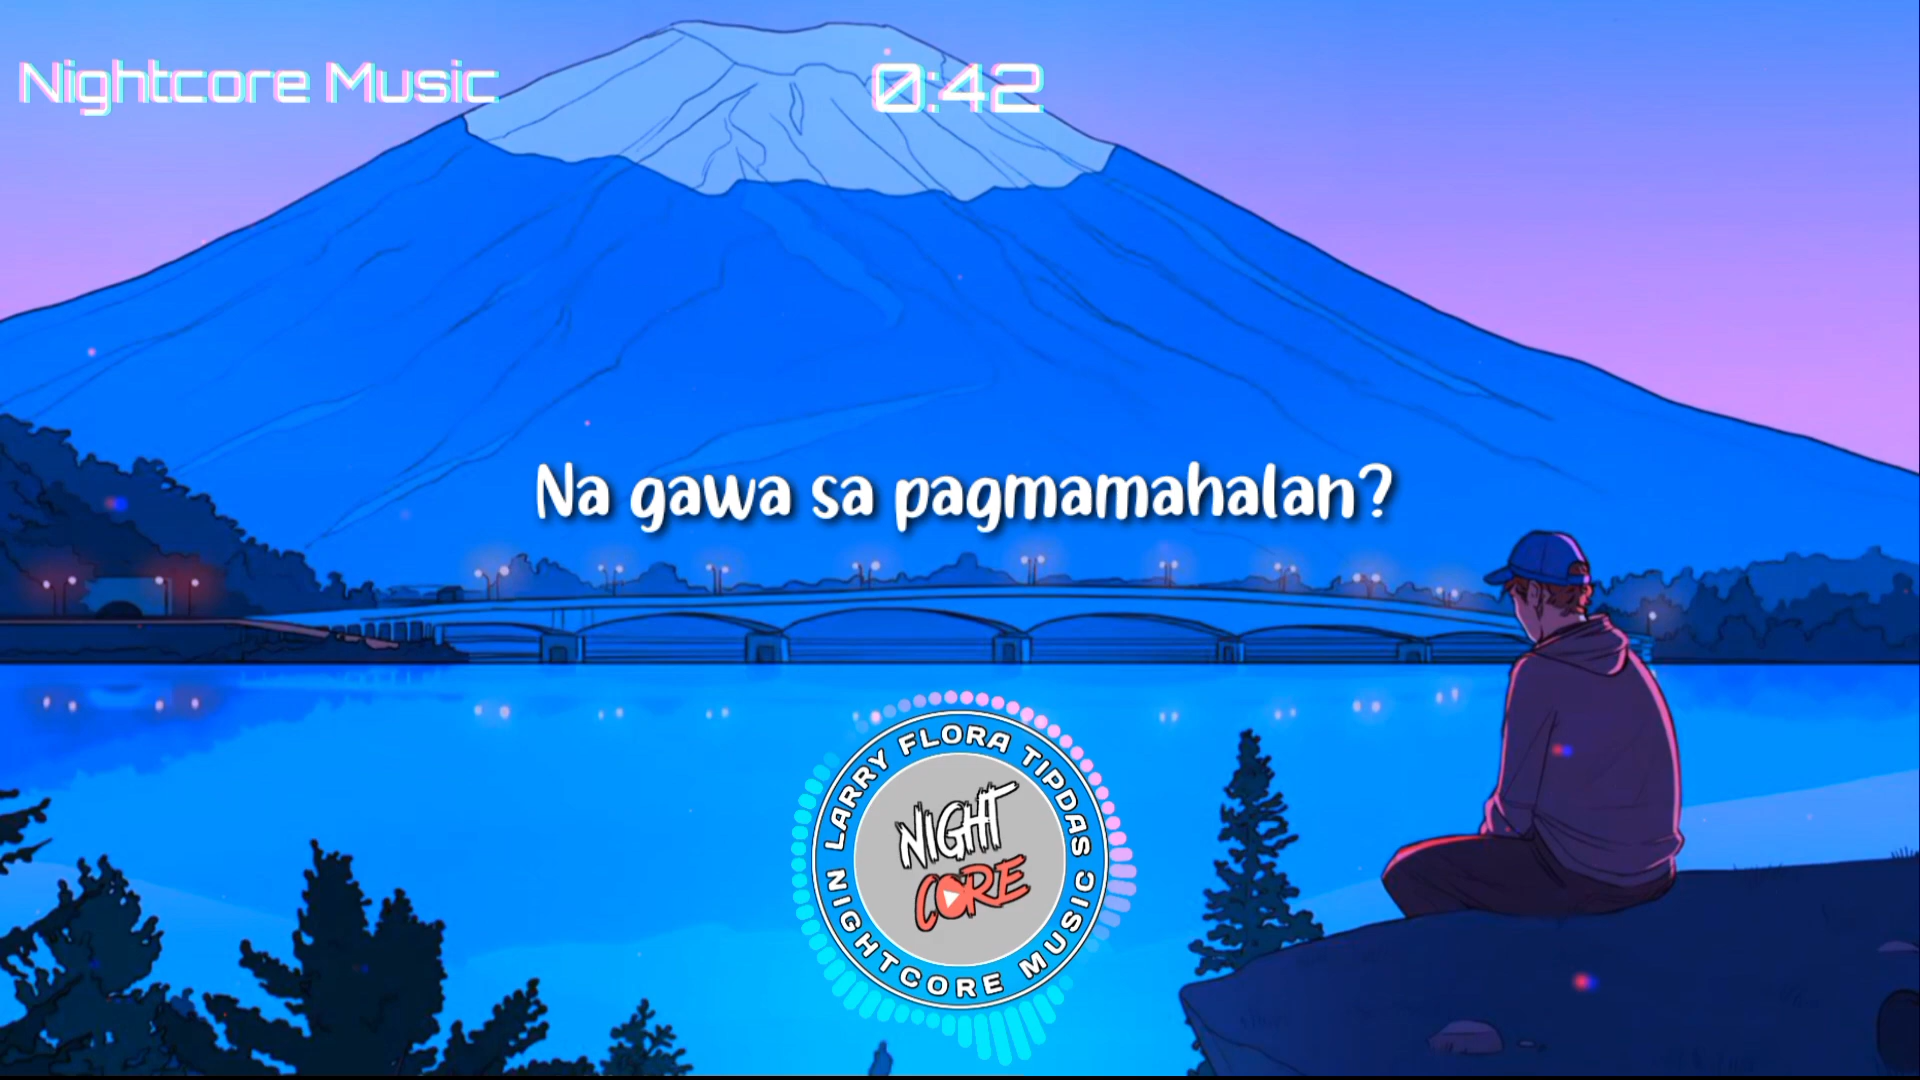 Nightcore Music
0:42
Na gawa sa pagmamahalan?
LARRY FLORA TIPDAS
NIGHT
CORE
NIGHTCORE MUSIC